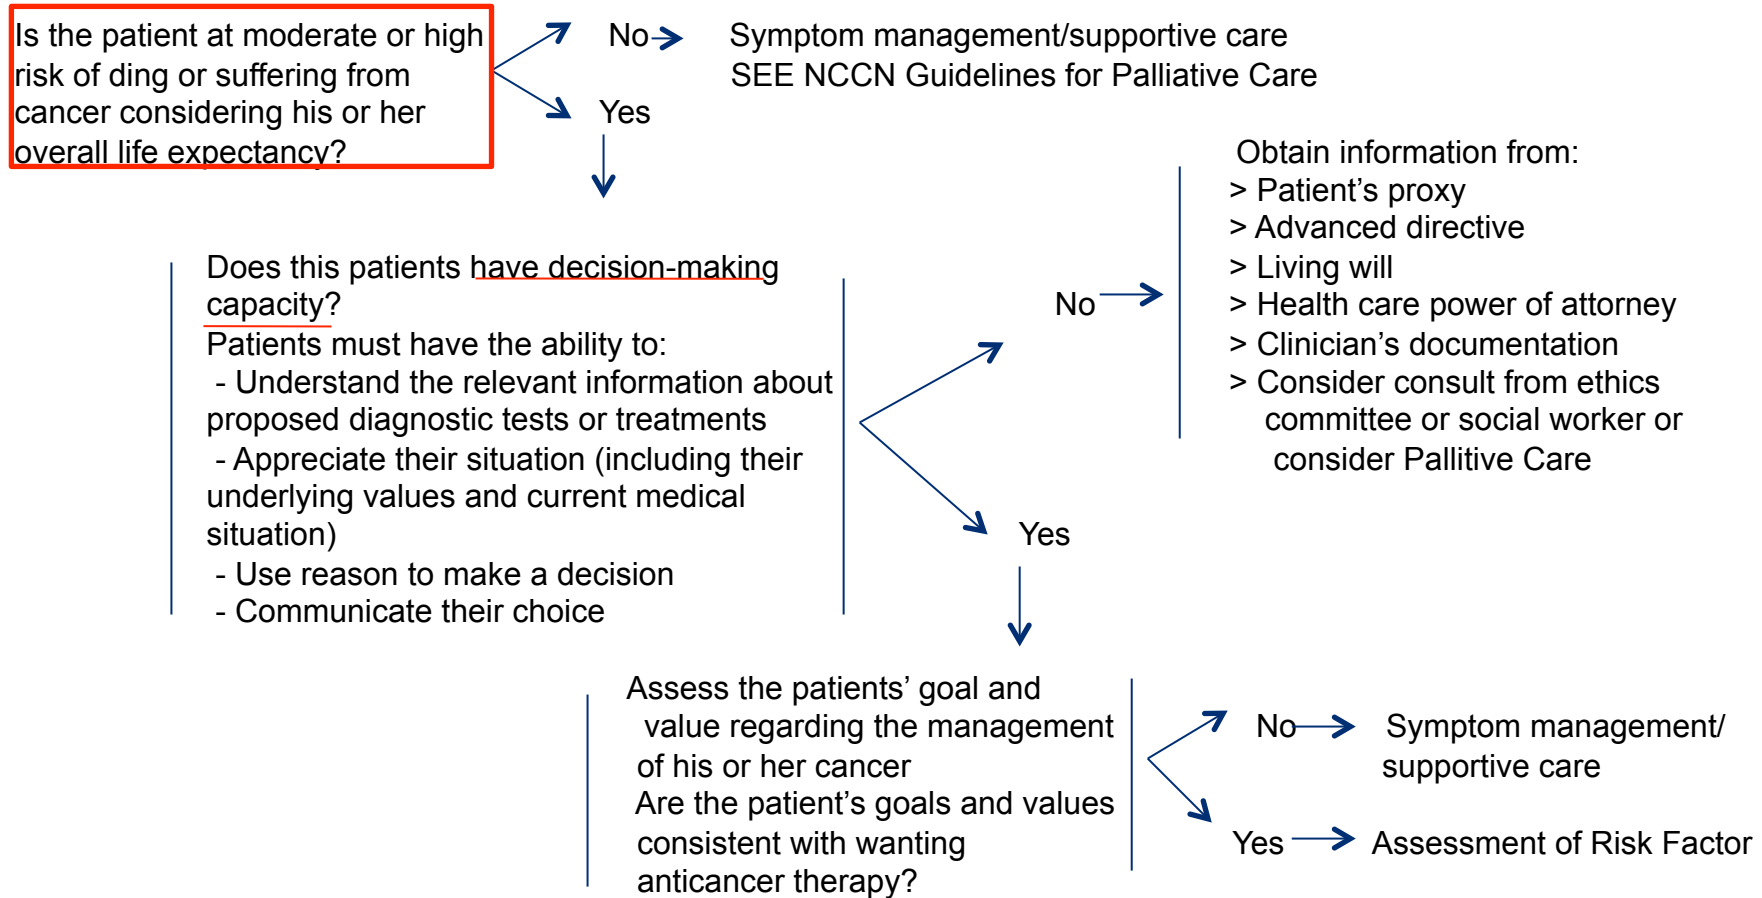 Is the patient at moderate or high
risk of ding or suffering from
cancer considering his or her
overall life expectancy?
No
Symptom management/supportive care
SEE NCCN Guidelines for Palliative Care
Yes
Does this patients have decision-making
capacity?
Patients must have the ability to:
- Understand the relevant information about
proposed diagnostic tests or treatments
- Appreciate their situation (including their
underlying values and current medical
situation)
- Use reason to make a decision
- Communicate their choice
No
Obtain information from:
> Patient’s proxy
> Advanced directive
> Living will
> Health care power of attorney
> Clinician’s documentation
> Consider consult from ethics
committee or social worker or
consider Pallitive Care
Yes
Assess the patients’ goal and
value regarding the management
of his or her cancer
Are the patient’s goals and values
consistent with wanting
anticancer therapy?
No
Symptom management/
supportive care
Yes
Assessment of Risk Factor